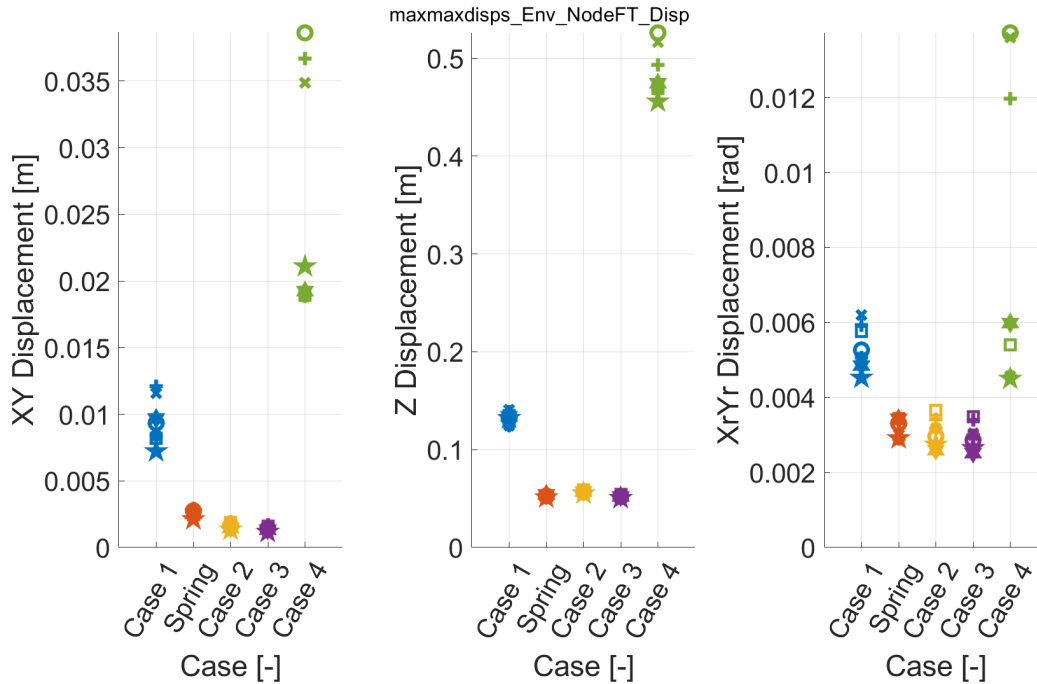 maxmaxdisps_Env_NodeFT_Disp
XY Displacement [m]
0.035
0.03
0.025
0.02
0.015
0.01
0.005
0
Case 1
Spring
Case 2
Case 3
Case 4
Case [-]
Z Displacement [m]
0.5
0.4
0.3
0.2
0.1
0
Case 1
Spring
Case 2
Case 3
Case 4
Case [-]
XrYr Displacement [rad]
0.012
0.01
0.008
0.006
0.004
0.002
0
Case 1
Spring
Case 2
Case 3
Case 4
Case [-]